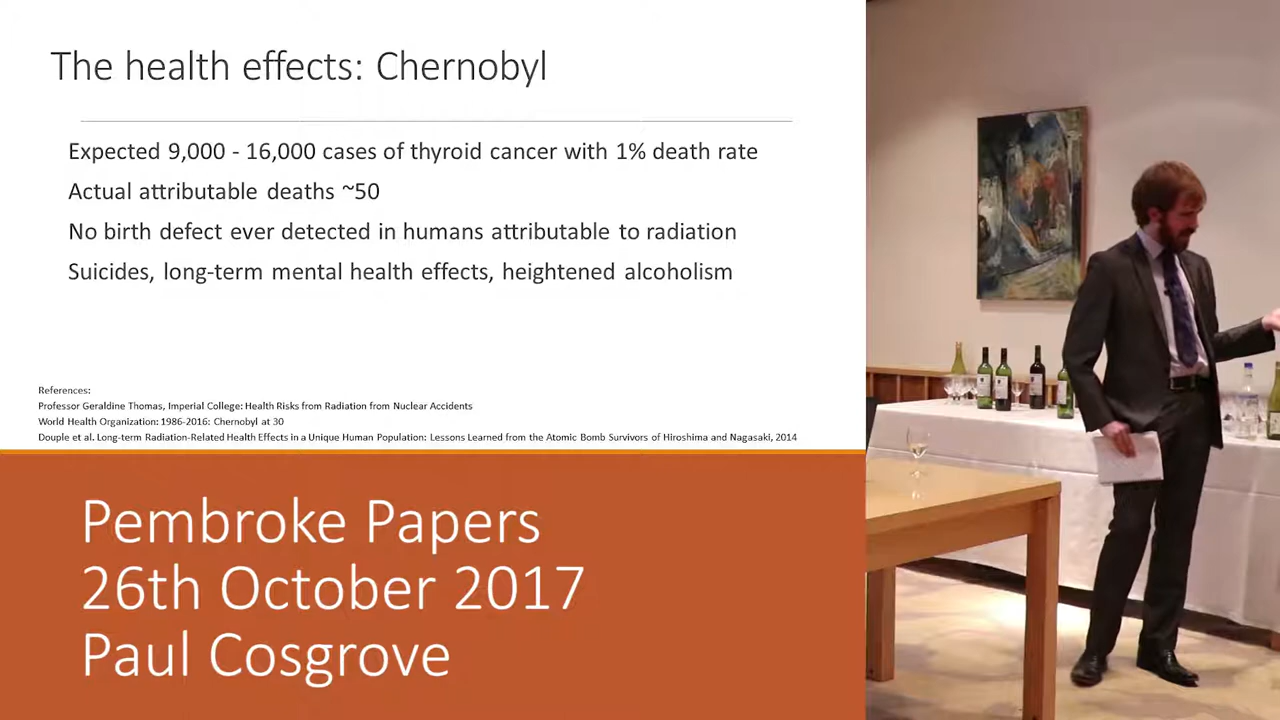 The health effects: Chernobyl
Expected 9,000 - 16,000 cases of thyroid cancer with 1% death rate
Actual attributable deaths ~50
No birth defect ever detected in humans attributable to radiation
Suicides, long-term mental health effects, heightened alcoholism
References:
Professor Geraldine Thomas, Imperial College: Health Risks from Radiation from Nuclear Accidents
World Health Organization: 1986-2016: Chernobyl at 30
Douple et al. Long-term Radiation-Related Health Effects in a Unique Human Population: Lessons Learned from the Atomic Bomb Survivors of Hiroshima and Nagasaki, 2014
Pembroke Papers
26th October 2017
Paul Cosgrove